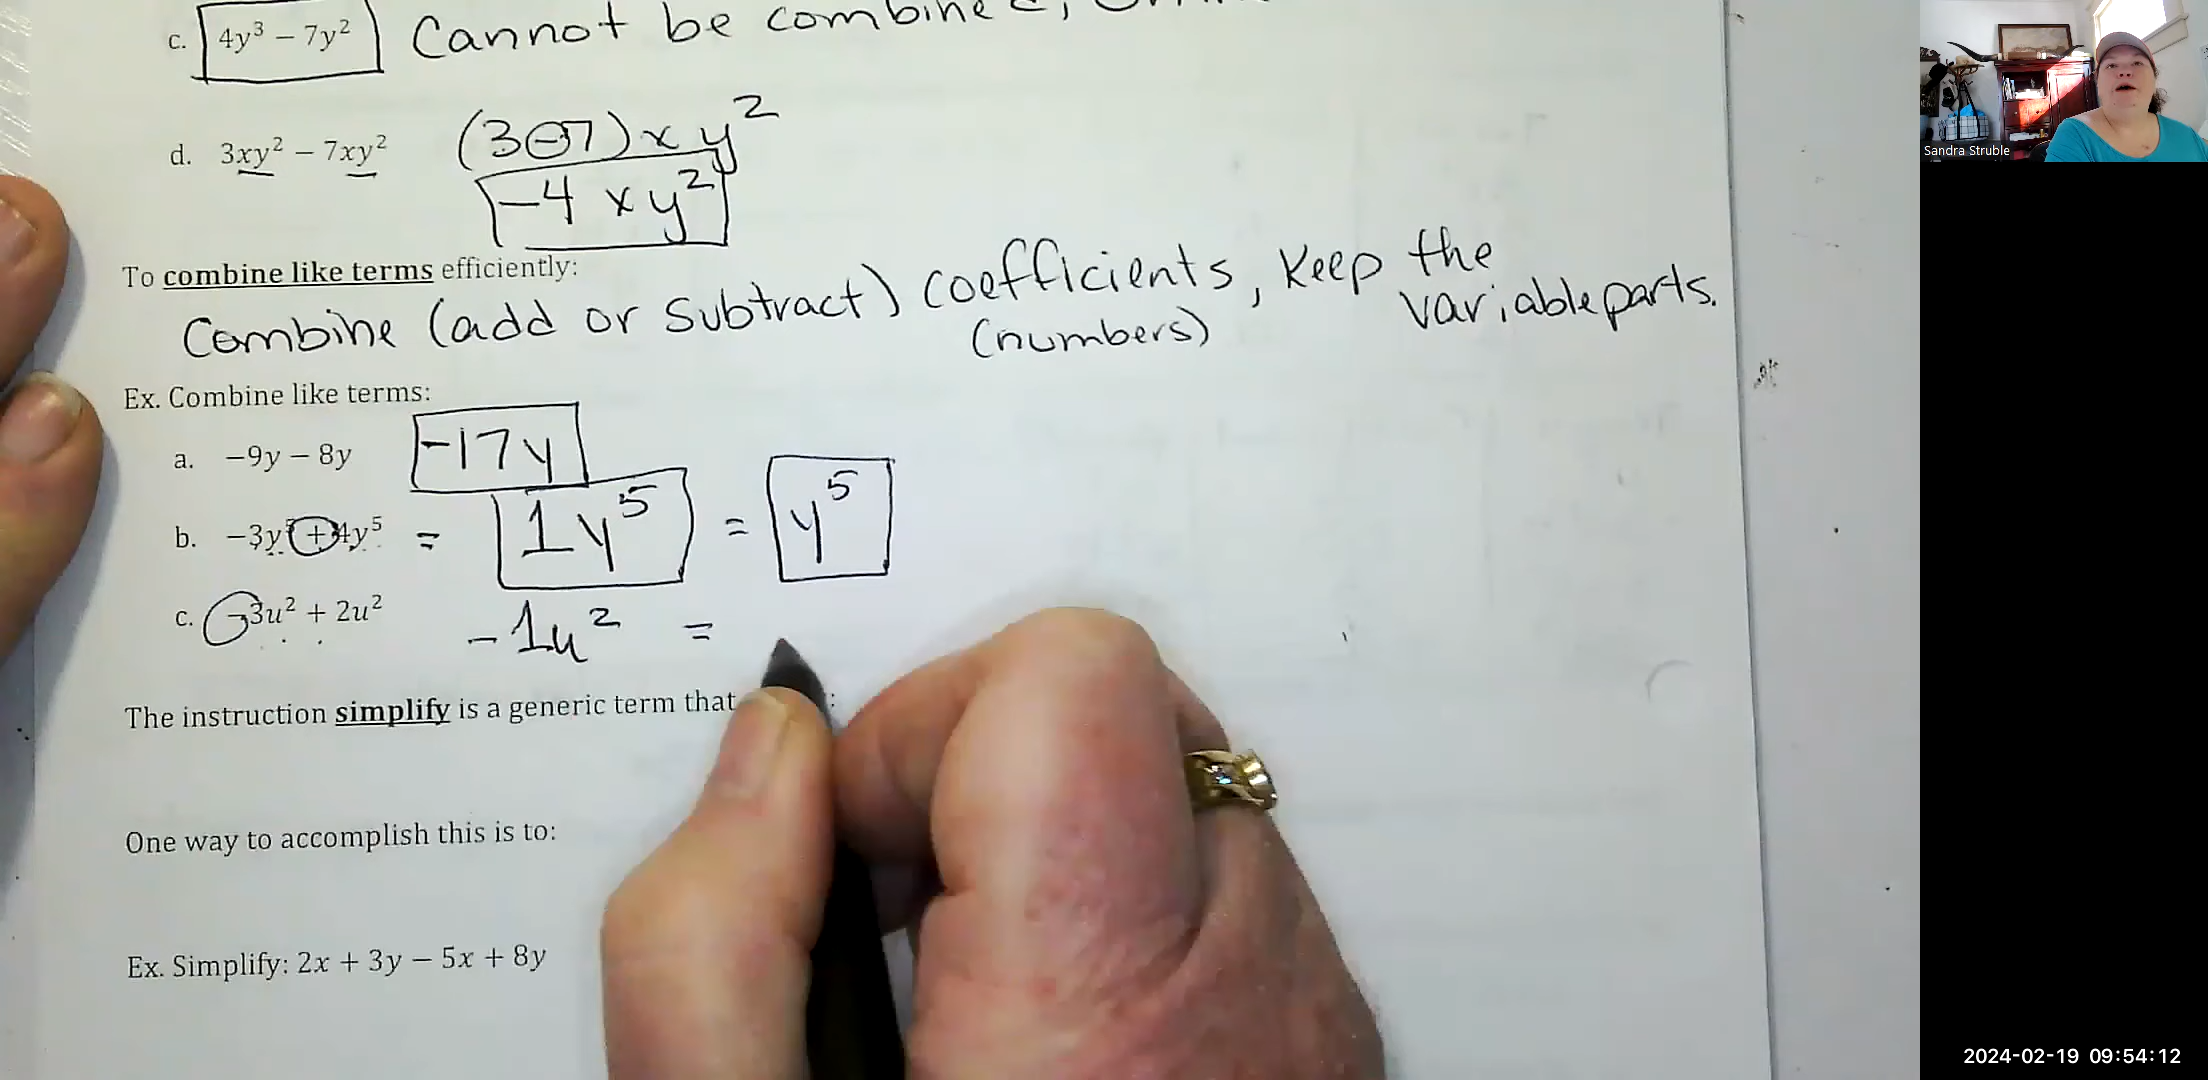 c. 4y³ – 7y² Cannot be combined,
d. 3xy² – 7xy² (3-7)xy²
-4xy²
To combine like terms efficiently:
Combine (add or subtract) coefficients, keep the variable parts.
(numbers)
Ex. Combine like terms:
a. −9y – 8y -17y
b. −3y⁵ + 4y⁵ = 1y⁵ = y⁵
c. −3u² + 2u² -1u² =
The instruction simplify is a generic term that :
One way to accomplish this is to:
Ex. Simplify: 2x + 3y – 5x + 8y
Sandra Struble
2024-02-19 09:54:12